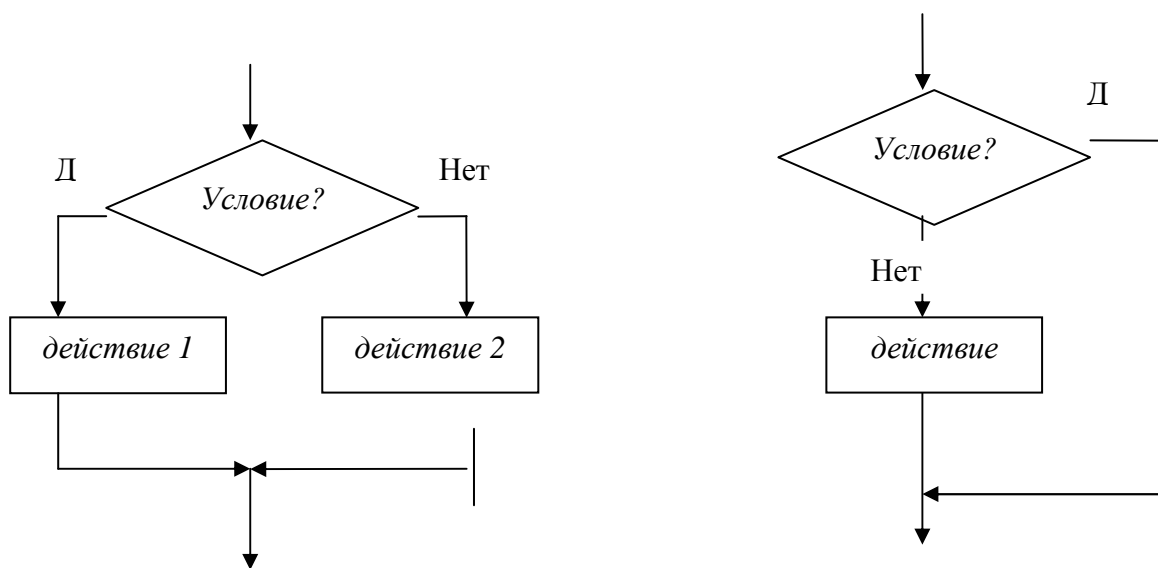 Д
Условие?
Нет
действие 1
действие 2
Условие?
Д
Нет
действие